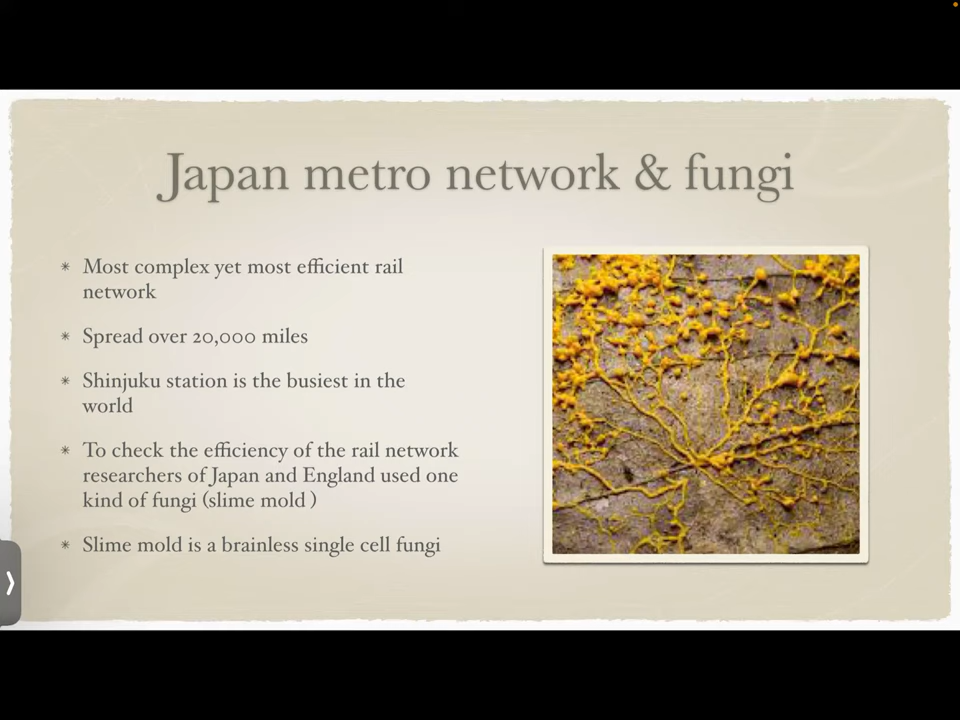 Japan metro network & fungi
* Most complex yet most efficient rail
network
* Spread over 20,000 miles
* Shinjuku station is the busiest in the
world
* To check the efficiency of the rail network
researchers of Japan and England used one
kind of fungi (slime mold )
* Slime mold is a brainless single cell fungi